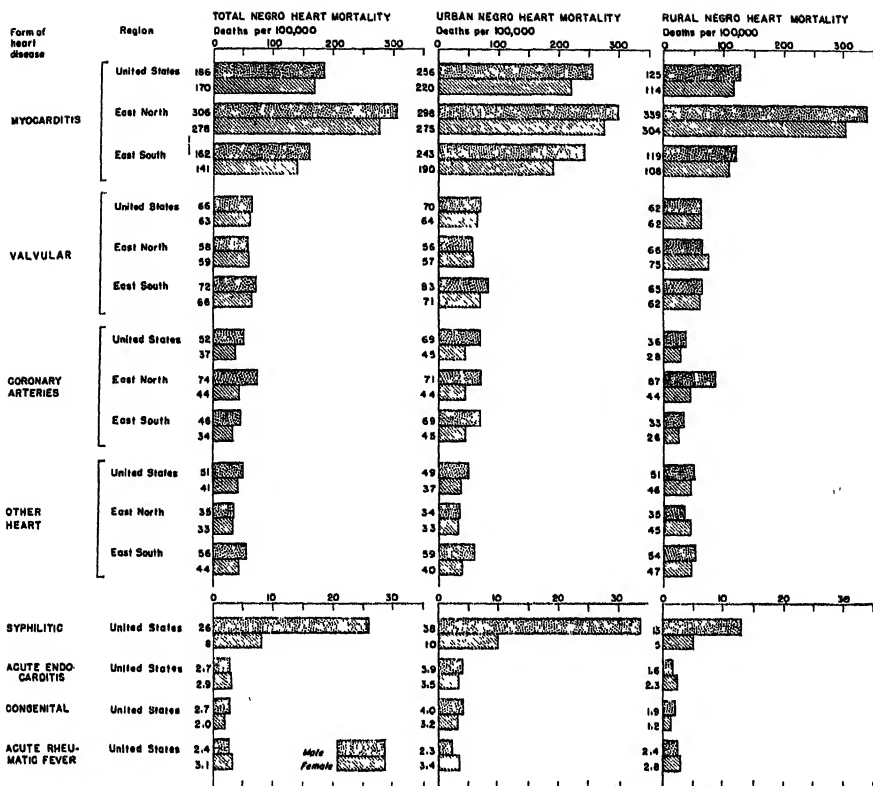 TOTAL NEGRO HEART MORTALITY URBAN NEGRO HEART MORTALITY RURAL NEGRO HEART MORTALITY
Form of heart disease Region Deaths per 100,000 Deaths per 100,000 Deaths per 100,000
0 100 200 300 0 100 200 300 0 100 200 300
MYOCARDITIS
United States 186 256 125
170 220 114
East North 306 298 339
278 275 304
East South 162 243 119
141 190 108
VALVULAR
United States 66 70 62
63 64 62
East North 58 56 66
59 57 75
East South 72 83 65
66 71 62
CORONARY ARTERIES
United States 52 69 36
37 45 28
East North 74 71 87
44 44 44
East South 46 69 33
34 45 26
OTHER HEART
United States 51 49 51
41 37 46
East North 35 34 35
33 33 45
East South 56 59 54
44 40 47
0 10 20 30 0 10 20 30 0 10 20 30
SYPHILITIC United States 26 38 13
8 10 5
ACUTE ENDO-CARDITIS United States 2.7 3.9 1.6
2.9 3.5 2.3
CONGENITAL United States 2.7 4.0 1.9
2.0 3.2 1.2
ACUTE RHEU-MATIC FEVER United States 2.4 2.3 2.4
3.1 3.4 2.8
Male
Female